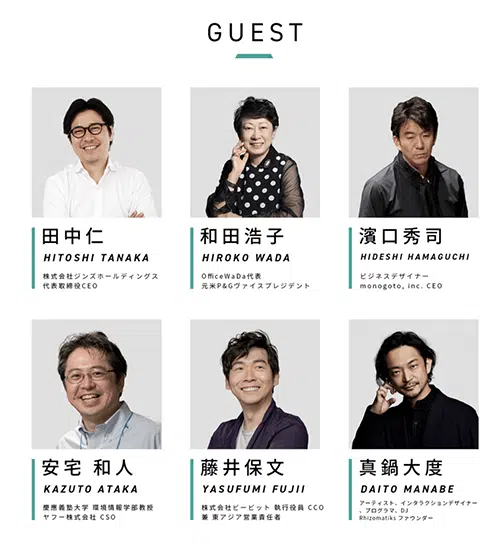 GUEST
田中仁
HITOSHI TANAKA
株式会社ジンズホールディングス
代表取締役CEO
和田浩子
HIROKO WADA
OfficeWaDa代表
元米P&Gヴァイスプレジデント
濱口秀司
HIDESHI HAMAGUCHI
ビジネスデザイナー
monogoto, inc. CEO
安宅 和人
KAZUTO ATAKA
慶應義塾大学 環境情報学部教授
ヤフー株式会社 CSO
藤井保文
YASUFUMI FUJII
株式会社ビービット 執行役員 CCO
兼 東アジア営業責任者
真鍋大度
DAITO MANABE
アーティスト、インタラクションデザイナー
、プログラマ、DJ
Rhizomatiks ファウンダー